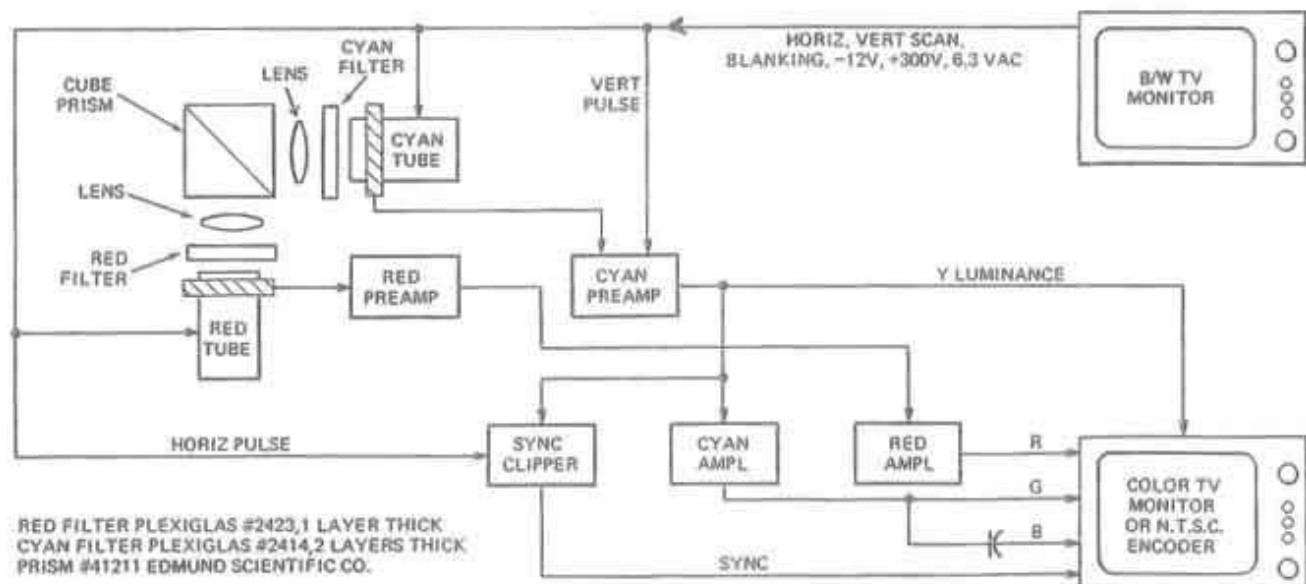 HORIZ, VERT SCAN,
BLANKING, -12V, +300V, 6.3 VAC
B/W TV
MONITOR
CUBE
PRISM
LENS
CYAN
FILTER
CYAN
TUBE
VERT
PULSE
LENS
RED
FILTER
RED
TUBE
RED
PREAMP
CYAN
PREAMP
Y LUMINANCE
HORIZ PULSE
SYNC
CLIPPER
CYAN
AMPL
RED
AMPL
R
G
B
COLOR TV
MONITOR
OR N.T.S.C.
ENCODER
SYNC
RED FILTER PLEXIGLAS #2423,1 LAYER THICK
CYAN FILTER PLEXIGLAS #2414,2 LAYERS THICK
PRISM #41211 EDMUND SCIENTIFIC CO.